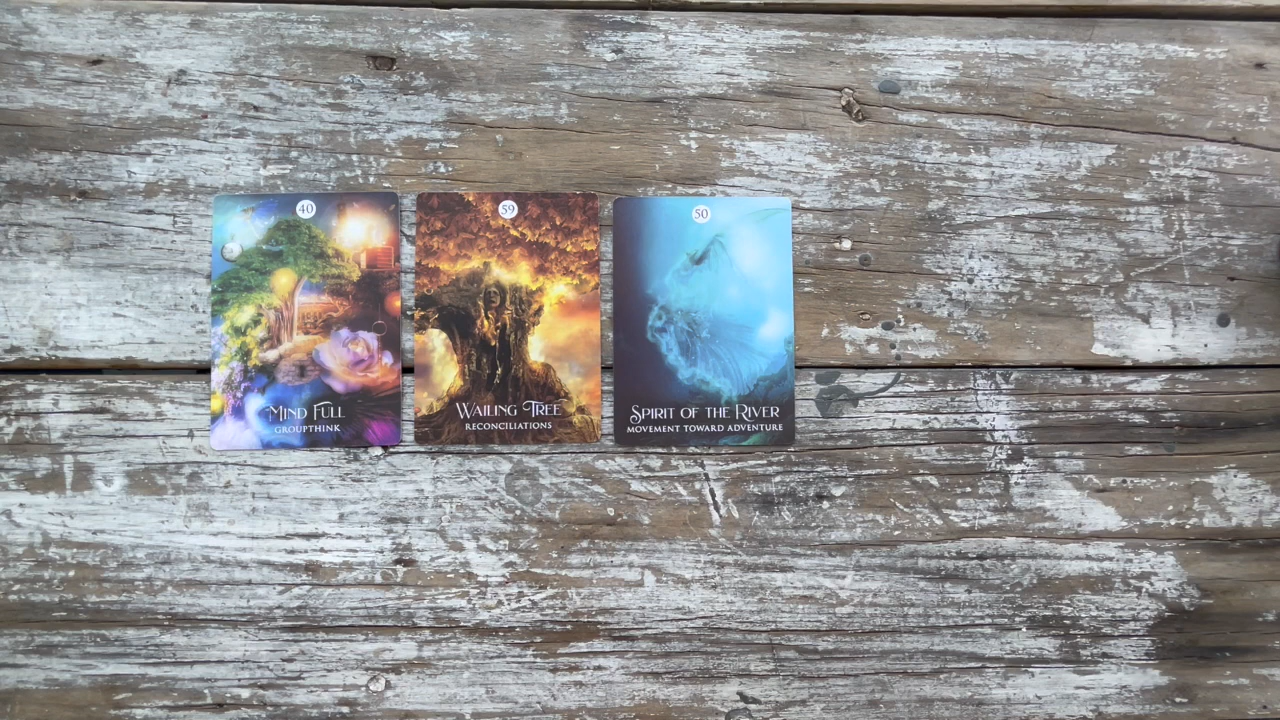 40
Mind Full
Groupthink
59
Wailing Tree
Reconciliations
50
Spirit of the River
Movement Toward Adventure